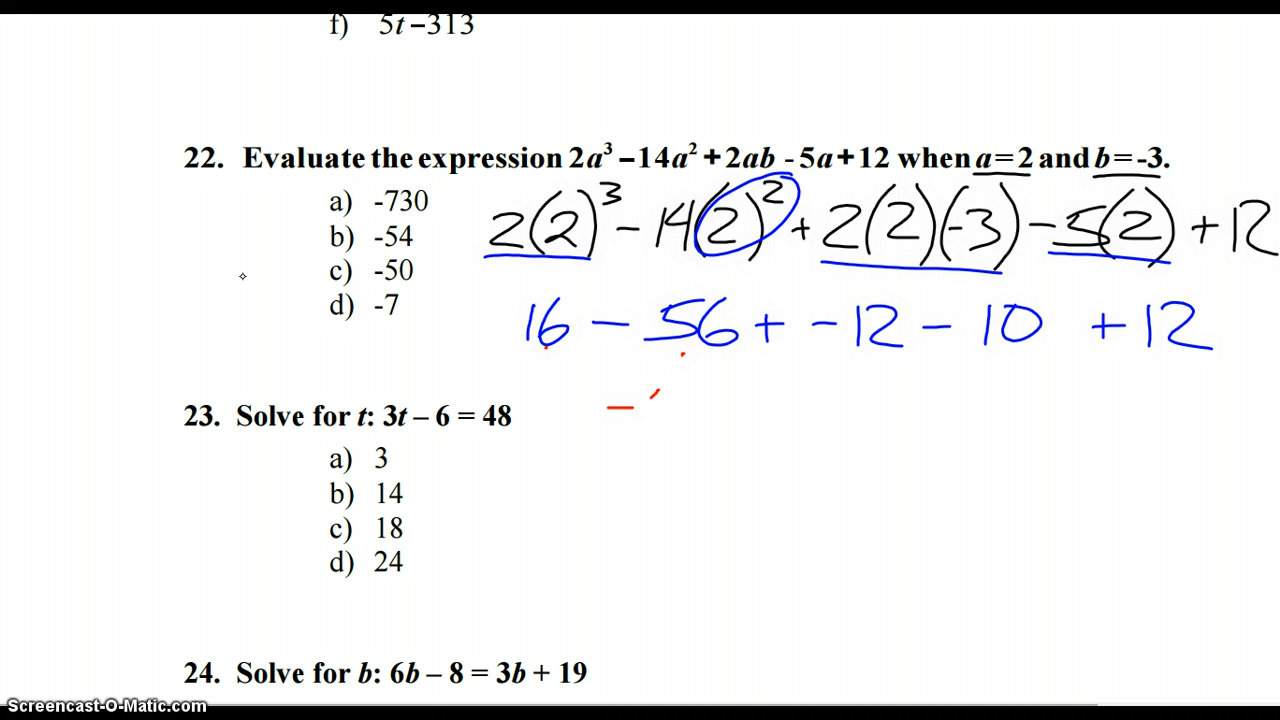 f) 5t – 313
22. Evaluate the expression 2a³ – 14a² + 2ab - 5a + 12 when a = 2 and b = -3.
a) -730
b) -54
c) -50
d) -7
2(2)³ - 14(2)² + 2(2)(-3) - 5(2) + 12
16 - 56 + -12 - 10 + 12
23. Solve for t: 3t – 6 = 48
a) 3
b) 14
c) 18
d) 24
24. Solve for b: 6b – 8 = 3b + 19
Screencast-O-Matic.com